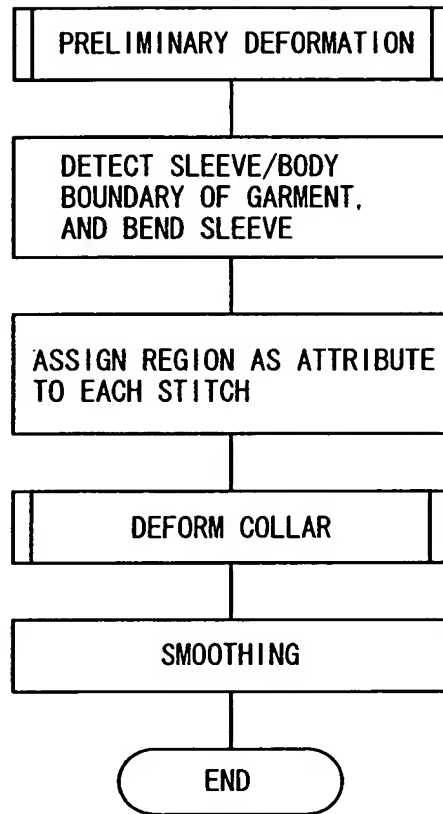 PRELIMINARY DEFORMATION
DETECT SLEEVE/BODY
BOUNDARY OF GARMENT,
AND BEND SLEEVE
ASSIGN REGION AS ATTRIBUTE
TO EACH STITCH
DEFORM COLLAR
SMOOTHING
END